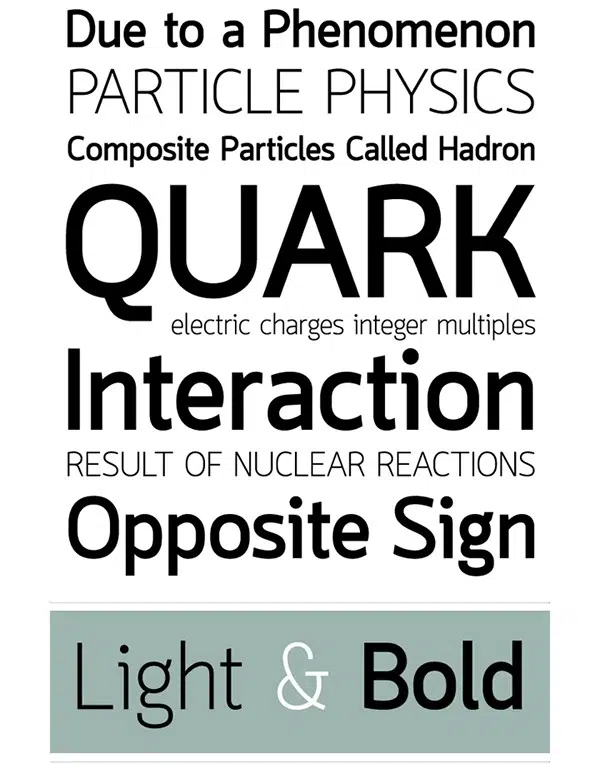 Due to a Phenomenon
PARTICLE PHYSICS
Composite Particles Called Hadron
QUARK
electric charges integer multiples
Interaction
RESULT OF NUCLEAR REACTIONS
Opposite Sign
Light & Bold